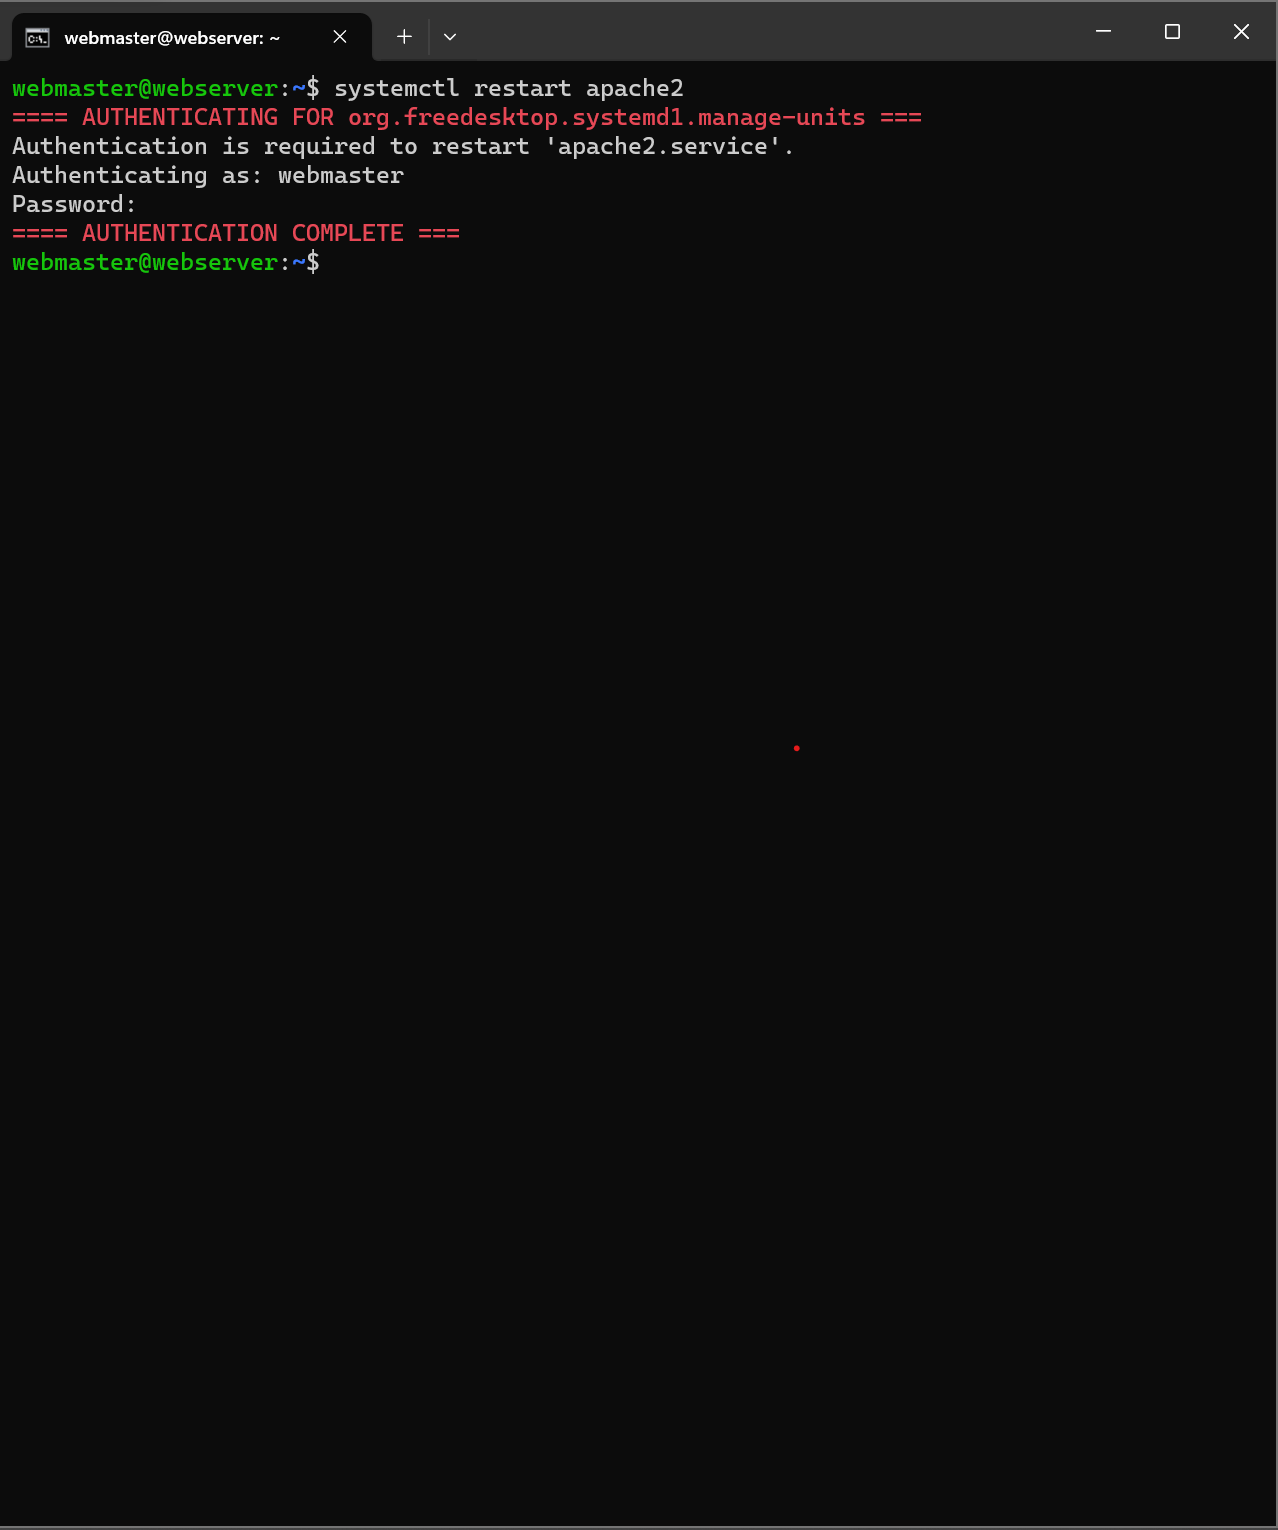 webmaster@webserver: ~
webmaster@webserver:~$ systemctl restart apache2
==== AUTHENTICATING FOR org.freedesktop.systemd1.manage-units ===
Authentication is required to restart 'apache2.service'.
Authenticating as: webmaster
Password:
==== AUTHENTICATION COMPLETE ===
webmaster@webserver:~$